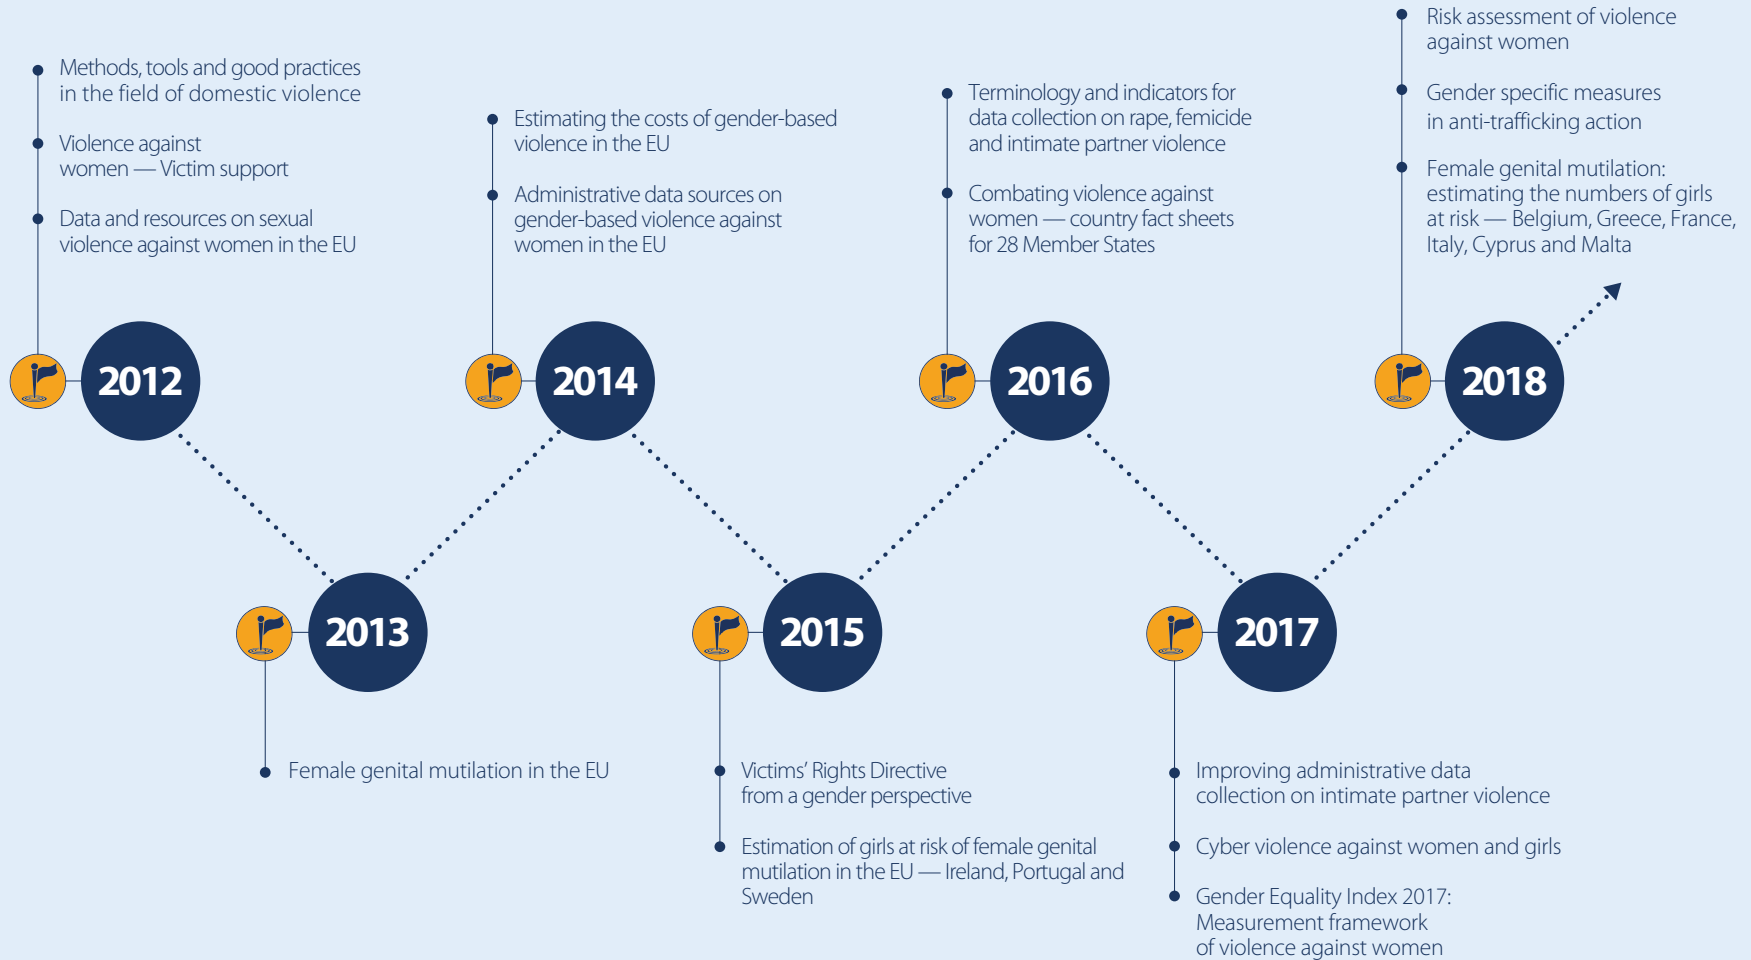 Methods, tools and good practices
in the field of domestic violence
Violence against
women — Victim support
Data and resources on sexual
violence against women in the EU
2012
Female genital mutilation in the EU
2013
Estimating the costs of gender-based
violence in the EU
Administrative data sources on
gender-based violence against
women in the EU
2014
2015
Victims’ Rights Directive
from a gender perspective
Estimation of girls at risk of female genital
mutilation in the EU — Ireland, Portugal and
Sweden
Terminology and indicators for
data collection on rape, femicide
and intimate partner violence
Combating violence against
women — country fact sheets
for 28 Member States
2016
2017
Improving administrative data
collection on intimate partner violence
Cyber violence against women and girls
Gender Equality Index 2017:
Measurement framework
of violence against women
Risk assessment of violence
against women
Gender specific measures
in anti-trafficking action
Female genital mutilation:
estimating the numbers of girls
at risk — Belgium, Greece, France,
Italy, Cyprus and Malta
2018